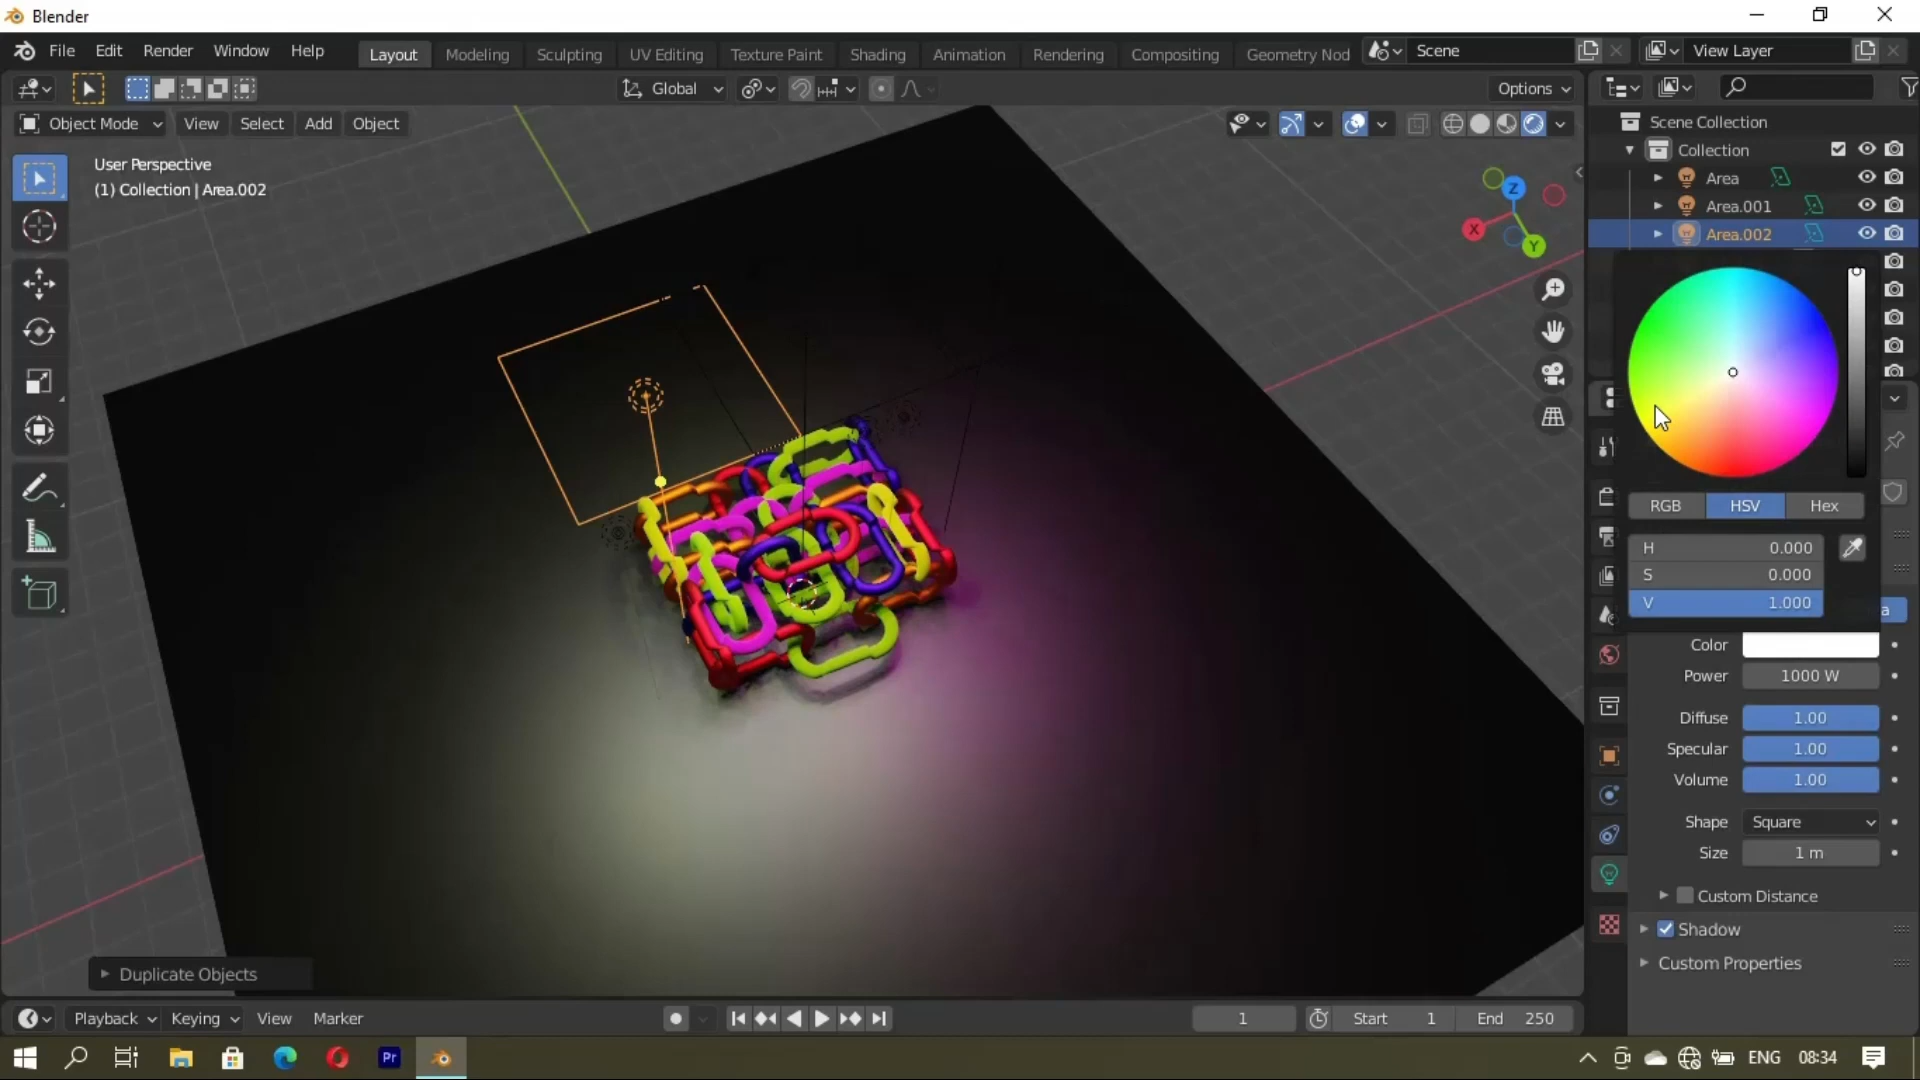 Blender
File Edit Render Window Help Layout Modeling Sculpting UV Editing Texture Paint Shading Animation Rendering Compositing Geometry Nod Scene View Layer
Global Options
Object Mode View Select Add Object
Scene Collection
User Perspective
(1) Collection | Area.002
Collection
Area
Area.001
Area.002
Z
X
Y
RGB HSV Hex
H 0.000
S 0.000
V 1.000
a
Color
Power 1000 W
Diffuse 1.00
Specular 1.00
Volume 1.00
Shape Square
Size 1 m
Custom Distance
Shadow
Custom Properties
Duplicate Objects
Playback Keying View Marker 1 Start 1 End 250
Pr ENG 08:34